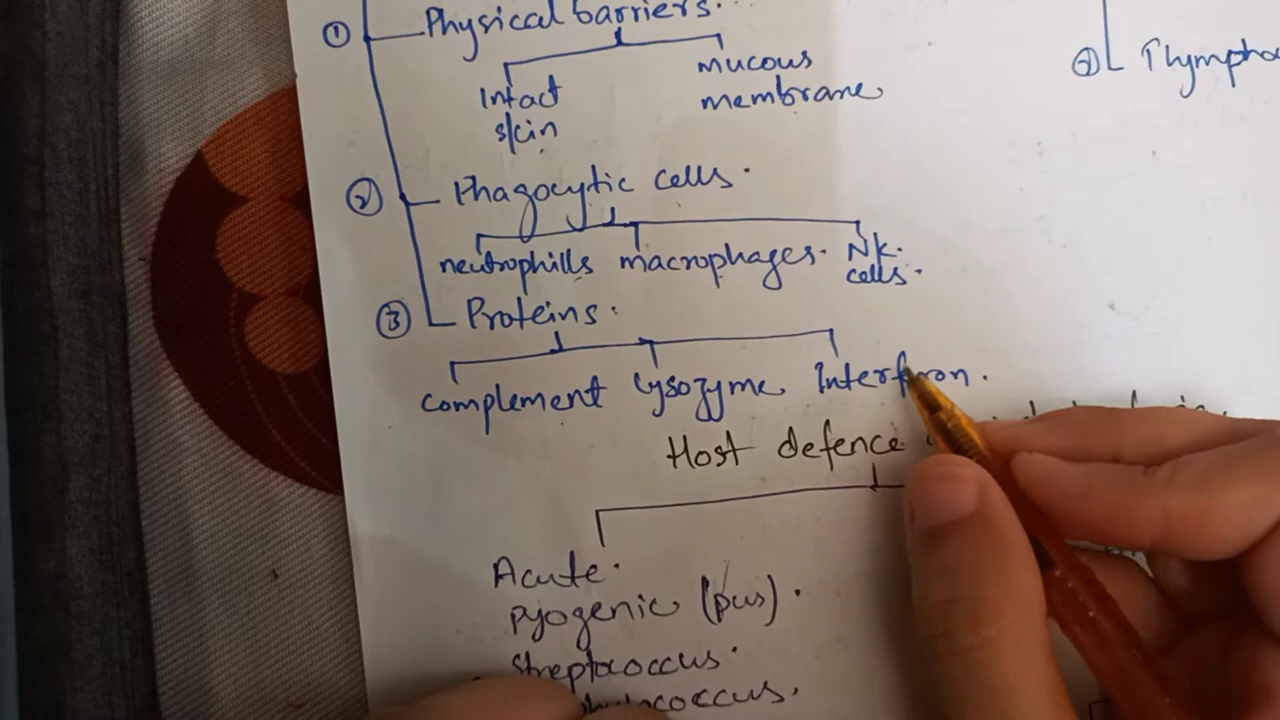 ① Physical barriers.
Intact skin
mucous membrane
② Phagocytic cells.
neutrophills macrophages. Nk. cells.
③ Proteins.
complement lysozyme Interferon.
Host defence
Acute.
pyogenic (pus).
streptococcus.